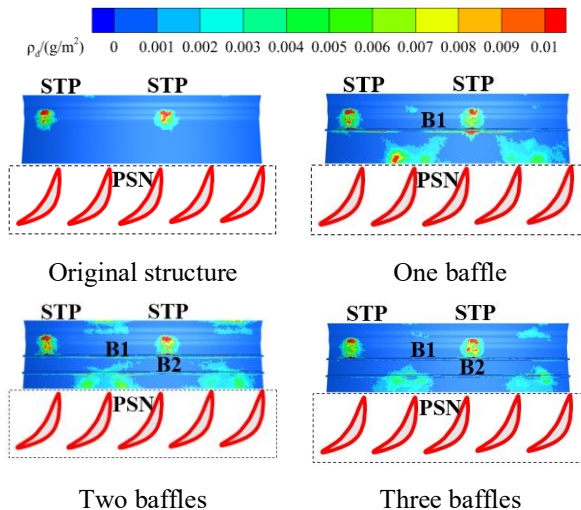 ρd/(g/m²) 0 0.001 0.002 0.003 0.004 0.005 0.006 0.007 0.008 0.009 0.01
STP STP
PSN
Original structure
STP STP
B1
PSN
One baffle
STP STP
B1
B2
PSN
Two baffles
STP STP
B1
B2
PSN
Three baffles